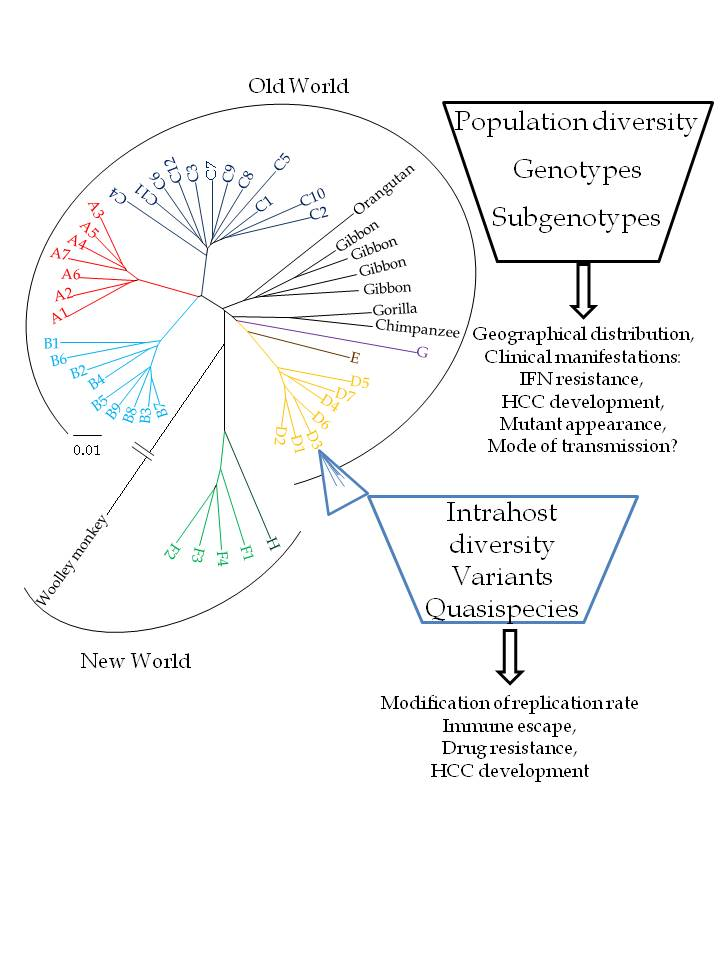 Old World
C4
C11
C6
C12
C3
C7
C9
C8
C5
C1
C10
C2
Orangutan
Gibbon
Gibbon
Gibbon
Gibbon
Gorilla
Chimpanzee
G
E
D5
D7
D4
D6
D3
D1
D2
A3
A5
A4
A7
A6
A2
A1
B1
B6
B2
B4
B5
B9
B8
B3
B7
0.01
Woolley monkey
F2
F3
F4
F1
H
New World
Population diversity
Genotypes
Subgenotypes
Geographical distribution,
Clinical manifestations:
IFN resistance,
HCC development,
Mutant appearance,
Mode of transmission?
Intrahost
diversity
Variants
Quasispecies
Modification of replication rate
Immune escape,
Drug resistance,
HCC development